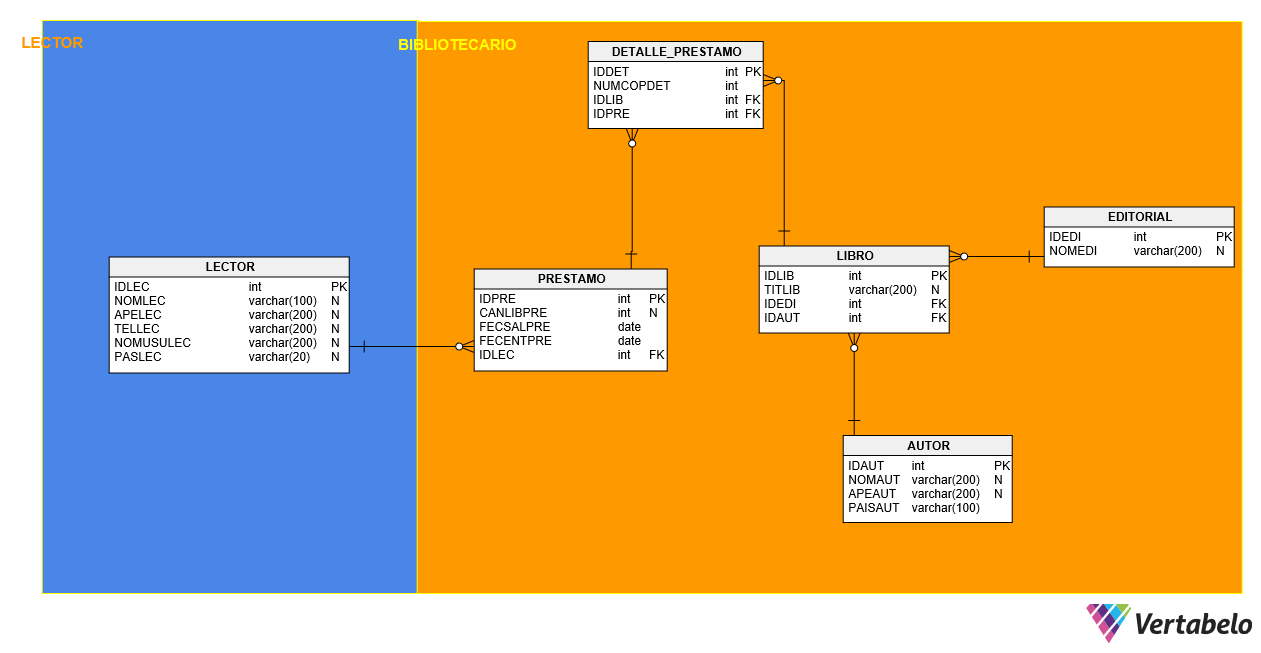 LECTOR
BIBLIOTECARIO
DETALLE_PRESTAMO
IDDET int PK
NUMCOPDET int
IDLIB int FK
IDPRE int FK
EDITORIAL
IDEDI int PK
NOMEDI varchar(200) N
LIBRO
IDLIB int PK
TITLIB varchar(200) N
IDEDI int FK
IDAUT int FK
LECTOR
IDLEC int PK
NOMLEC varchar(100) N
APELEC varchar(200) N
TELLEC varchar(200) N
NOMUSULEC varchar(200) N
PASLEC varchar(20) N
PRESTAMO
IDPRE int PK
CANLIBPRE int N
FECSALPRE date
FECENTPRE date
IDLEC int FK
AUTOR
IDAUT int PK
NOMAUT varchar(200) N
APEAUT varchar(200) N
PAISAUT varchar(100)
Vertabelo